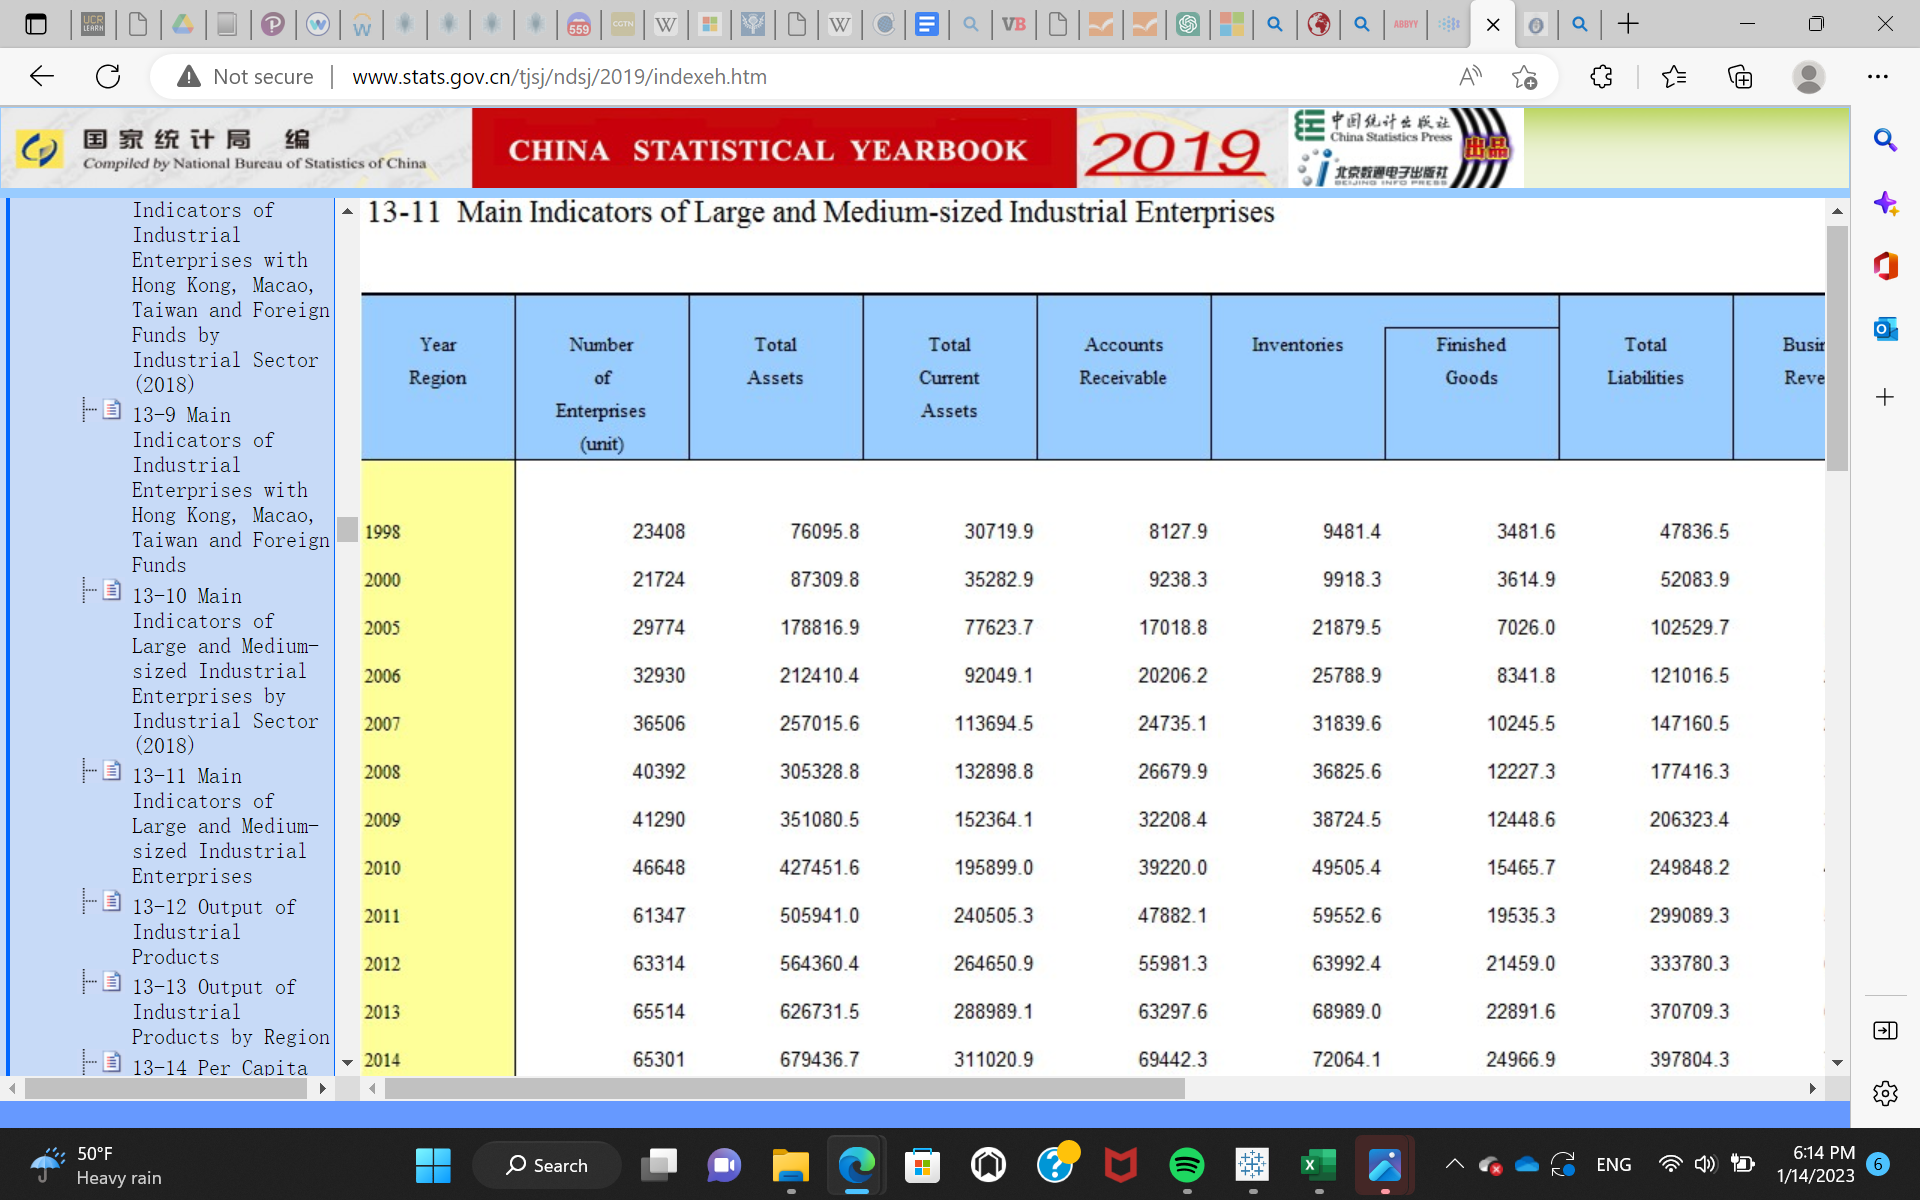 UCR
LEARN
559
CGTN
W
W
VB
ABBYY
Not secure
www.stats.gov.cn/tjsj/ndsj/2019/indexeh.htm
国家统计局 编
Compiled by National Bureau of Statistics of China
CHINA STATISTICAL YEARBOOK
2019
中国统计出版社
China Statistics Press
北京数通电子出版社
BEIJING INFO PRESS
出品
Indicators of
Industrial
Enterprises with
Hong Kong, Macao,
Taiwan and Foreign
Funds by
Industrial Sector
(2018)
13-9 Main
Indicators of
Industrial
Enterprises with
Hong Kong, Macao,
Taiwan and Foreign
Funds
13-10 Main
Indicators of
Large and Medium-
sized Industrial
Enterprises by
Industrial Sector
(2018)
13-11 Main
Indicators of
Large and Medium-
sized Industrial
Enterprises
13-12 Output of
Industrial
Products
13-13 Output of
Industrial
Products by Region
13-14 Per Capita
13-11 Main Indicators of Large and Medium-sized Industrial Enterprises
Year Number Total Total Accounts Inventories Finished Total Busin
Region of Assets Current Receivable Goods Liabilities Reve
Enterprises Assets
(unit)
1998 23408 76095.8 30719.9 8127.9 9481.4 3481.6 47836.5
2000 21724 87309.8 35282.9 9238.3 9918.3 3614.9 52083.9
2005 29774 178816.9 77623.7 17018.8 21879.5 7026.0 102529.7
2006 32930 212410.4 92049.1 20206.2 25788.9 8341.8 121016.5
2007 36506 257015.6 113694.5 24735.1 31839.6 10245.5 147160.5
2008 40392 305328.8 132898.8 26679.9 36825.6 12227.3 177416.3
2009 41290 351080.5 152364.1 32208.4 38724.5 12448.6 206323.4
2010 46648 427451.6 195899.0 39220.0 49505.4 15465.7 249848.2
2011 61347 505941.0 240505.3 47882.1 59552.6 19535.3 299089.3
2012 63314 564360.4 264650.9 55981.3 63992.4 21459.0 333780.3
2013 65514 626731.5 288989.1 63297.6 68989.0 22891.6 370709.3
2014 65301 679436.7 311020.9 69442.3 72064.1 24966.9 397804.3
50°F
Heavy rain
Search
ENG
6:14 PM
1/14/2023
6